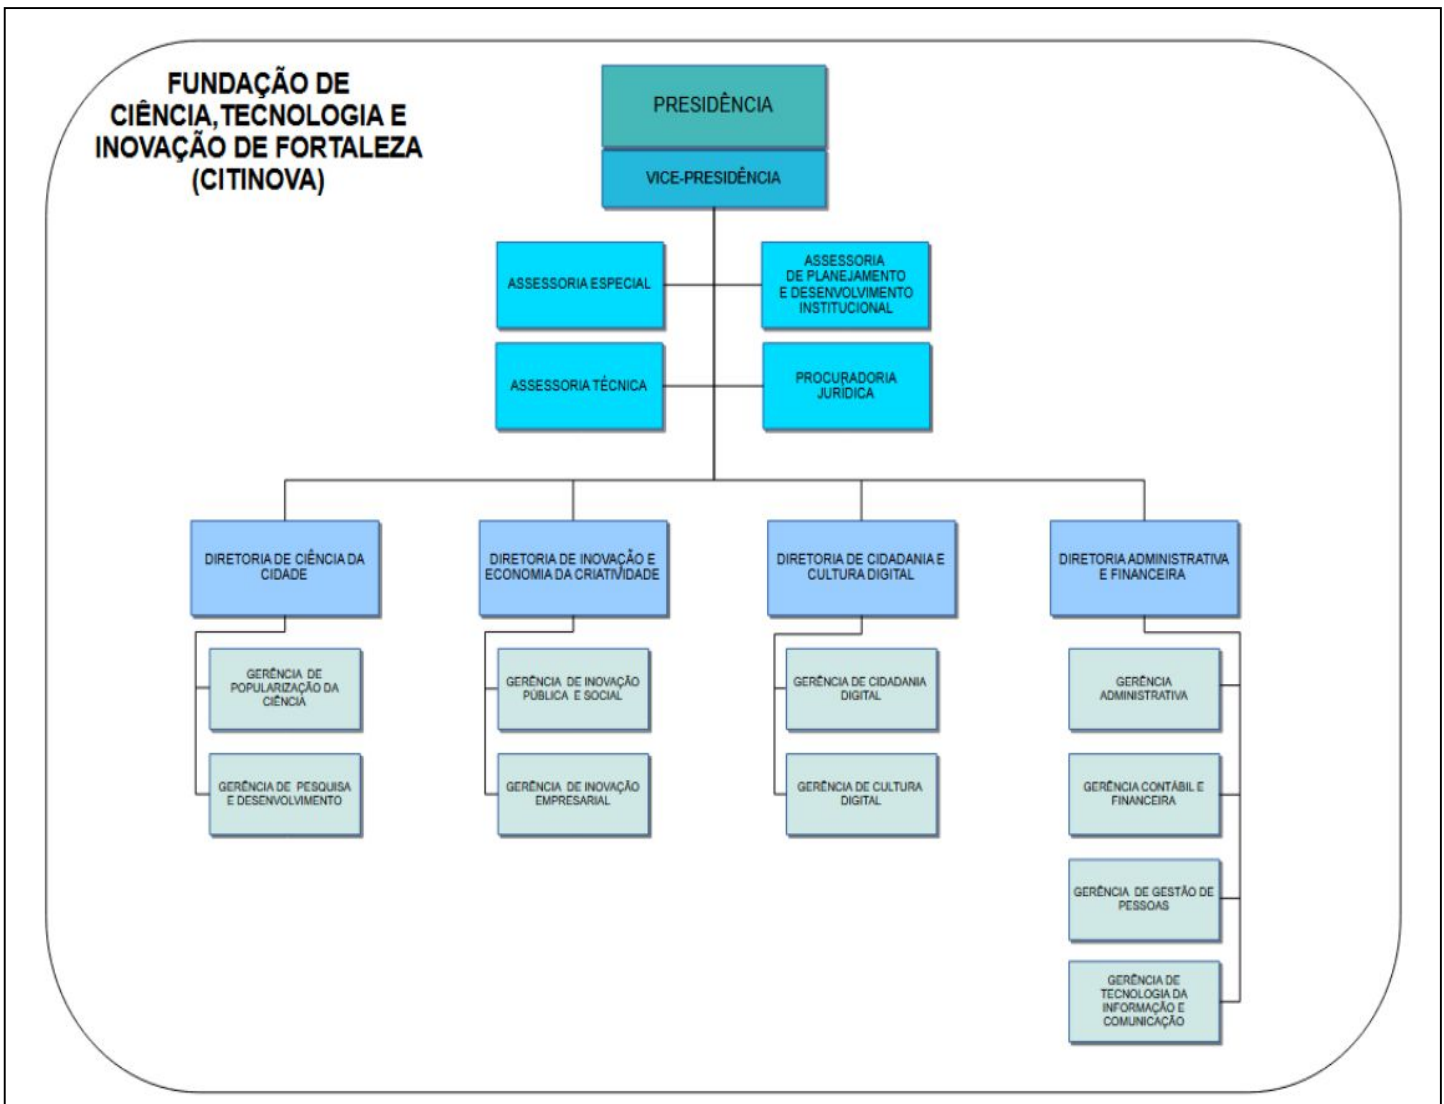 FUNDAÇÃO DE
CIÊNCIA,TECNOLOGIA E
INOVAÇÃO DE FORTALEZA
(CITINOVA)
PRESIDÊNCIA
VICE-PRESIDÊNCIA
ASSESSORIA ESPECIAL
ASSESSORIA
DE PLANEJAMENTO
E DESENVOLVIMENTO
INSTITUCIONAL
ASSESSORIA TÉCNICA
PROCURADORIA
JURÍDICA
DIRETORIA DE CIÊNCIA DA
CIDADE
DIRETORIA DE INOVAÇÃO E
ECONOMIA DA CRIATIVIDADE
DIRETORIA DE CIDADANIA E
CULTURA DIGITAL
DIRETORIA ADMINISTRATIVA
E FINANCEIRA
GERÊNCIA DE
POPULARIZAÇÃO DA
CIÊNCIA
GERÊNCIA DE INOVAÇÃO
PÚBLICA E SOCIAL
GERÊNCIA DE CIDADANIA
DIGITAL
GERÊNCIA
ADMINISTRATIVA
GERÊNCIA DE PESQUISA
E DESENVOLVIMENTO
GERÊNCIA DE INOVAÇÃO
EMPRESARIAL
GERÊNCIA DE CULTURA
DIGITAL
GERÊNCIA CONTÁBIL E
FINANCEIRA
GERÊNCIA DE GESTÃO DE
PESSOAS
GERÊNCIA DE
TECNOLOGIA DA
INFORMAÇÃO E
COMUNICAÇÃO